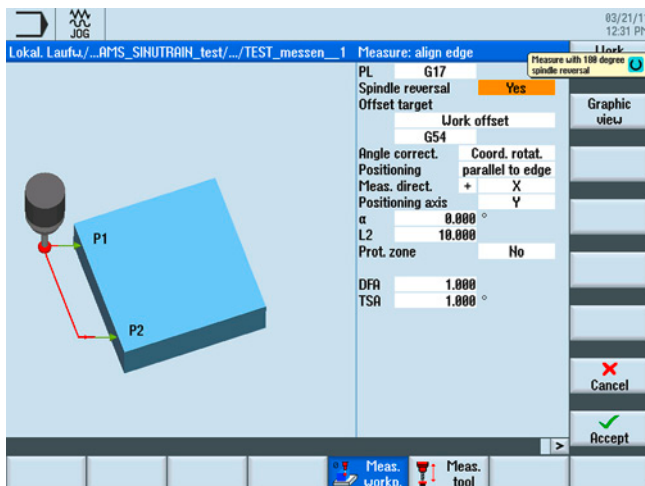 JOG
03/21/1
12:31 PM
Lokal. Laufw./...AMS_SINUTRAIN_test/.../TEST_messen__1
Measure: align edge
Measure with 180 degree
spindle reversal
PL G17
Spindle reversal Yes
Offset target
Work offset
G54
Angle correct. Coord. rotat.
Positioning parallel to edge
Meas. direct. + X
Positioning axis Y
α 0.000 °
L2 10.000
Prot. zone No
DFA 1.000
TSA 1.000 °
P1
P2
Graphic
view
Cancel
Accept
>
Meas.
workp.
Meas.
tool